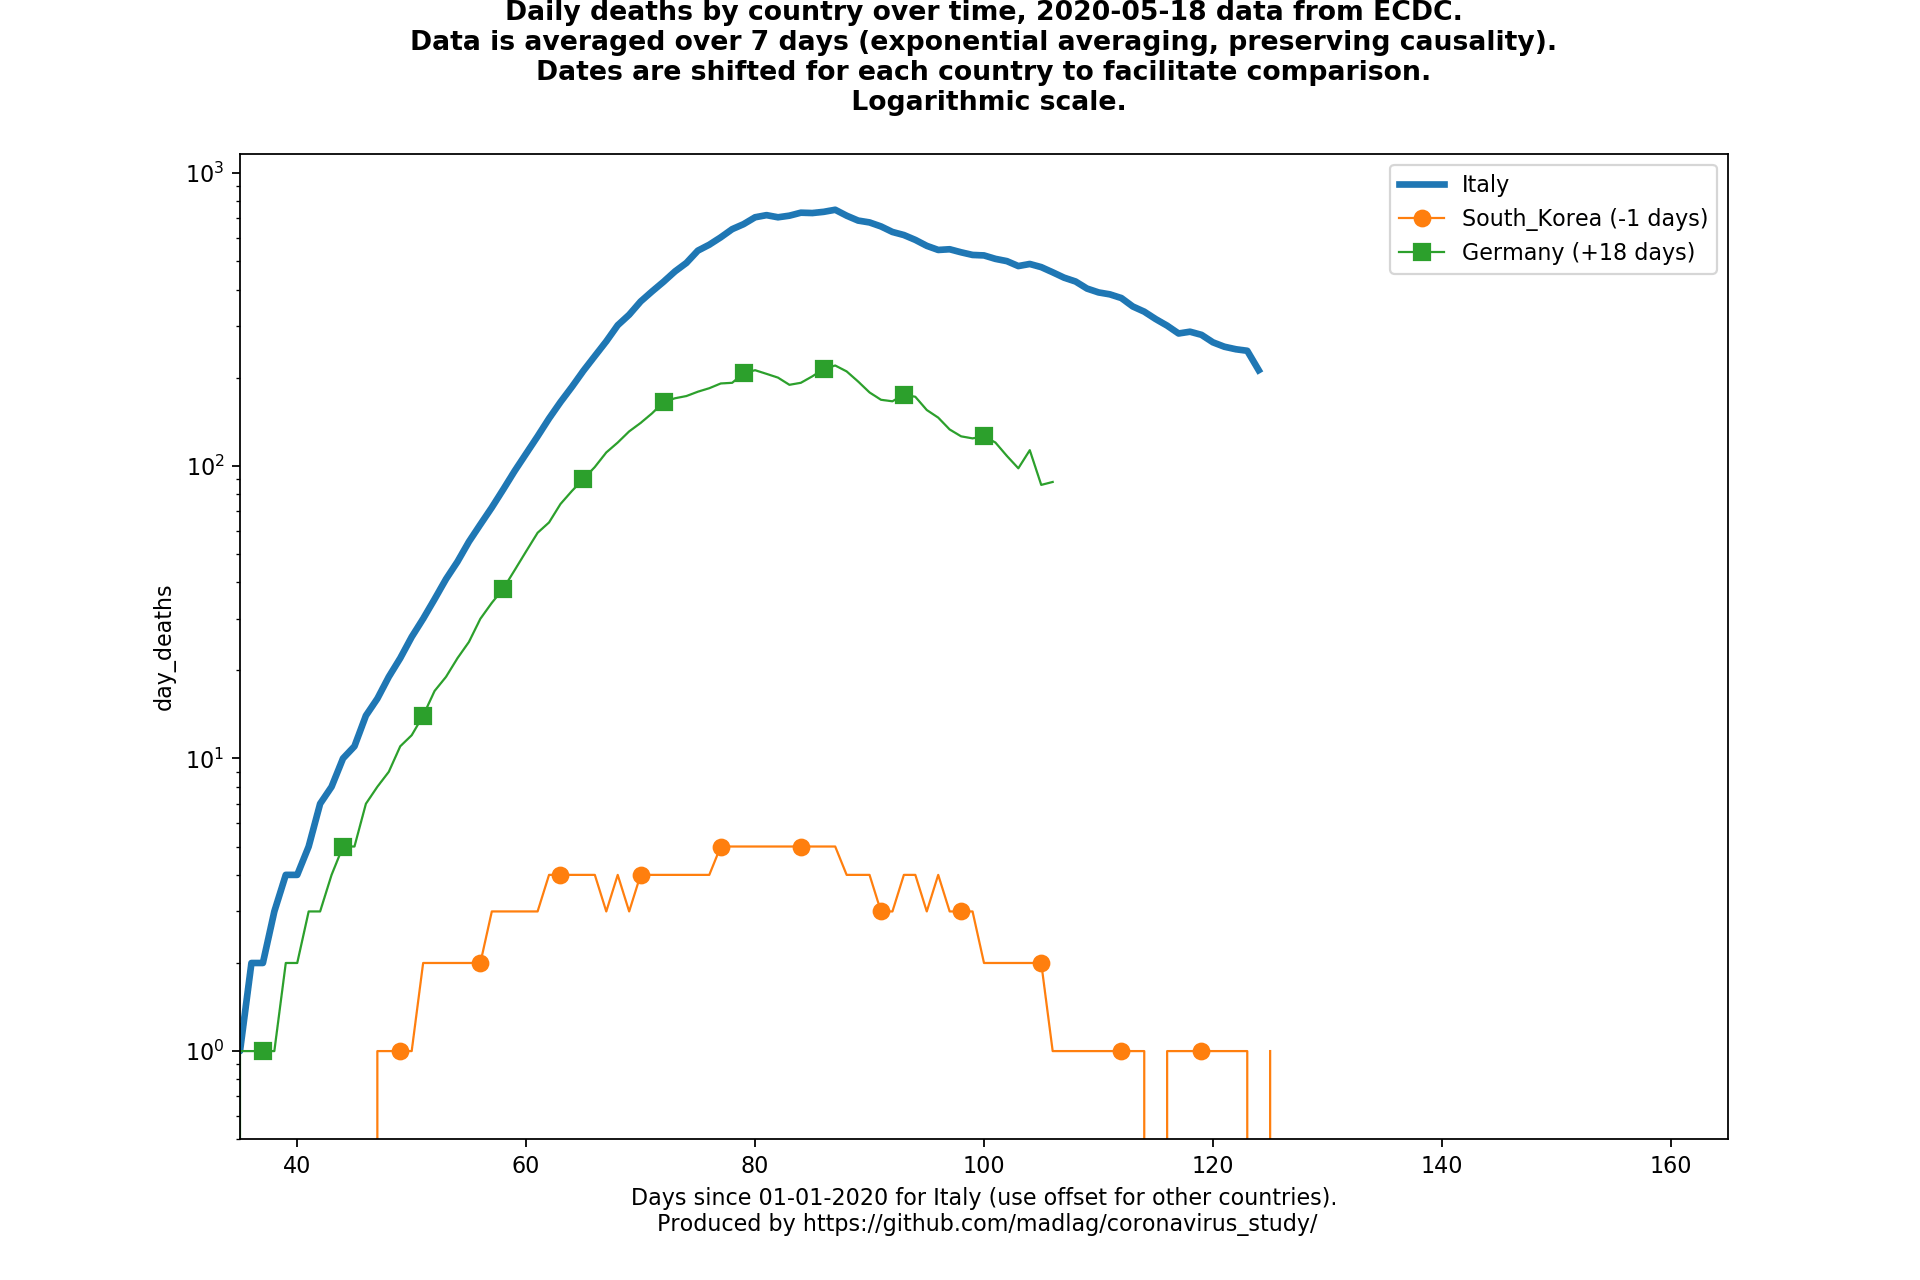 Daily deaths by country over time, 2020-05-18 data from ECDC.
Data is averaged over 7 days (exponential averaging, preserving causality).
Dates are shifted for each country to facilitate comparison.
Logarithmic scale.
10³
Italy
South_Korea (-1 days)
Germany (+18 days)
10²
day_deaths
10¹
10⁰
40 60 80 100 120 140 160
Days since 01-01-2020 for Italy (use offset for other countries).
Produced by https://github.com/madlag/coronavirus_study/